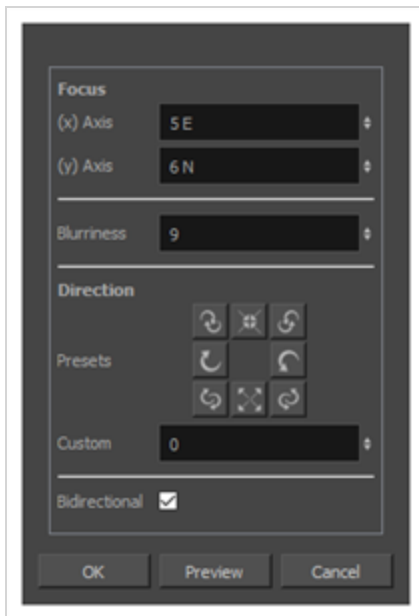 Focus
(x) Axis 5 E
(y) Axis 6 N
Blurriness 9
Direction
Presets
Custom 0
Bidirectional
OK Preview Cancel